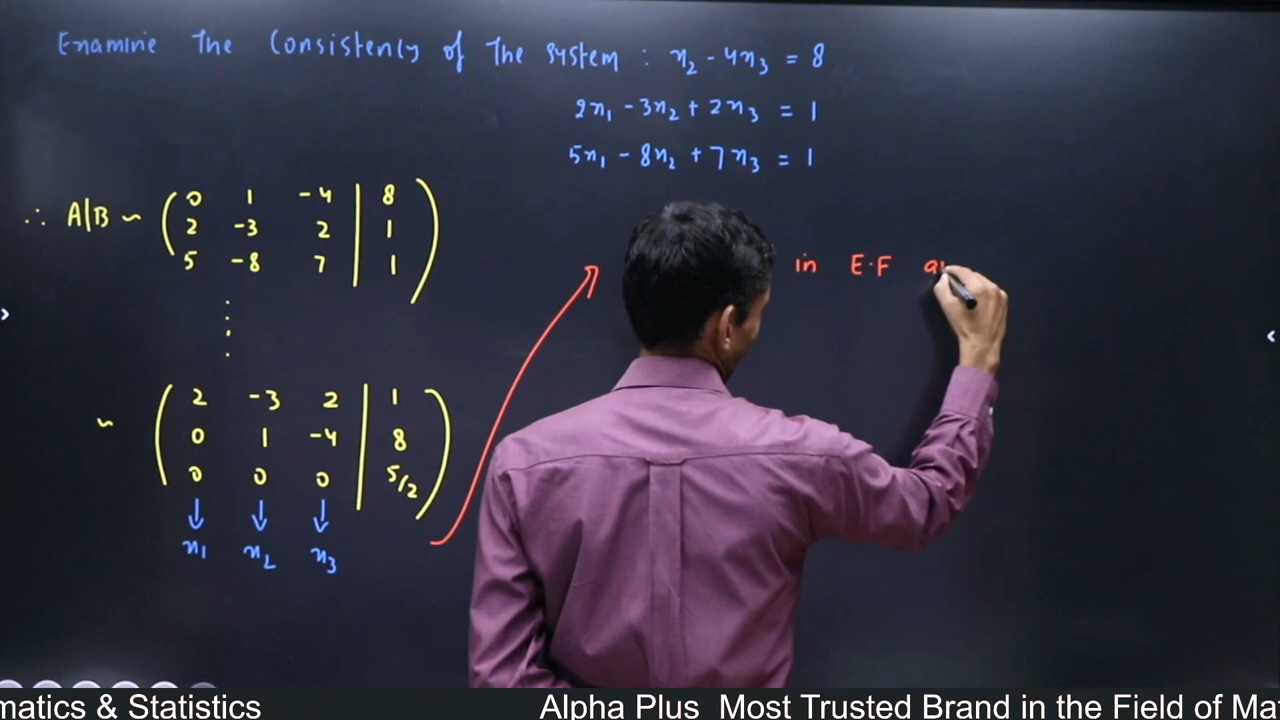 Examine The Consistency of The system : x₂ - 4x₃ = 8
2x₁ - 3x₂ + 2x₃ = 1
5x₁ - 8x₂ + 7x₃ = 1
∴ A|B ~ ( 0 1 -4 | 8
2 -3 2 | 1
5 -8 7 | 1 )
⋮
~ ( 2 -3 2 | 1
0 1 -4 | 8
0 0 0 | 5/2 )
↓ ↓ ↓
x₁ x₂ x₃
in E.F
matics & Statistics
Alpha Plus Most Trusted Brand in the Field of Ma